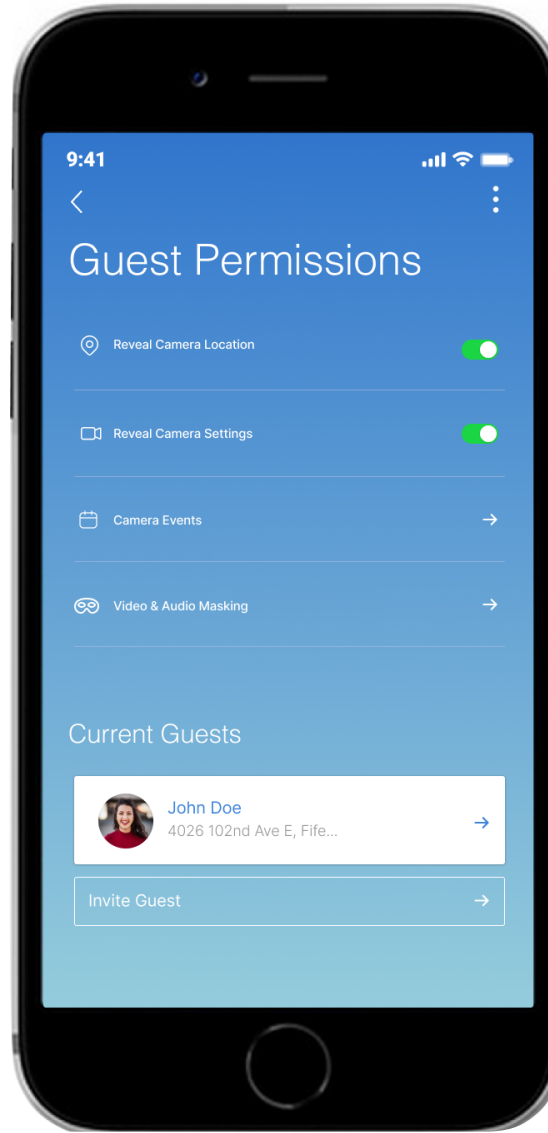 9:41
Guest Permissions
Reveal Camera Location
Reveal Camera Settings
Camera Events
Video & Audio Masking
Current Guests
John Doe
4026 102nd Ave E, Fife...
Invite Guest